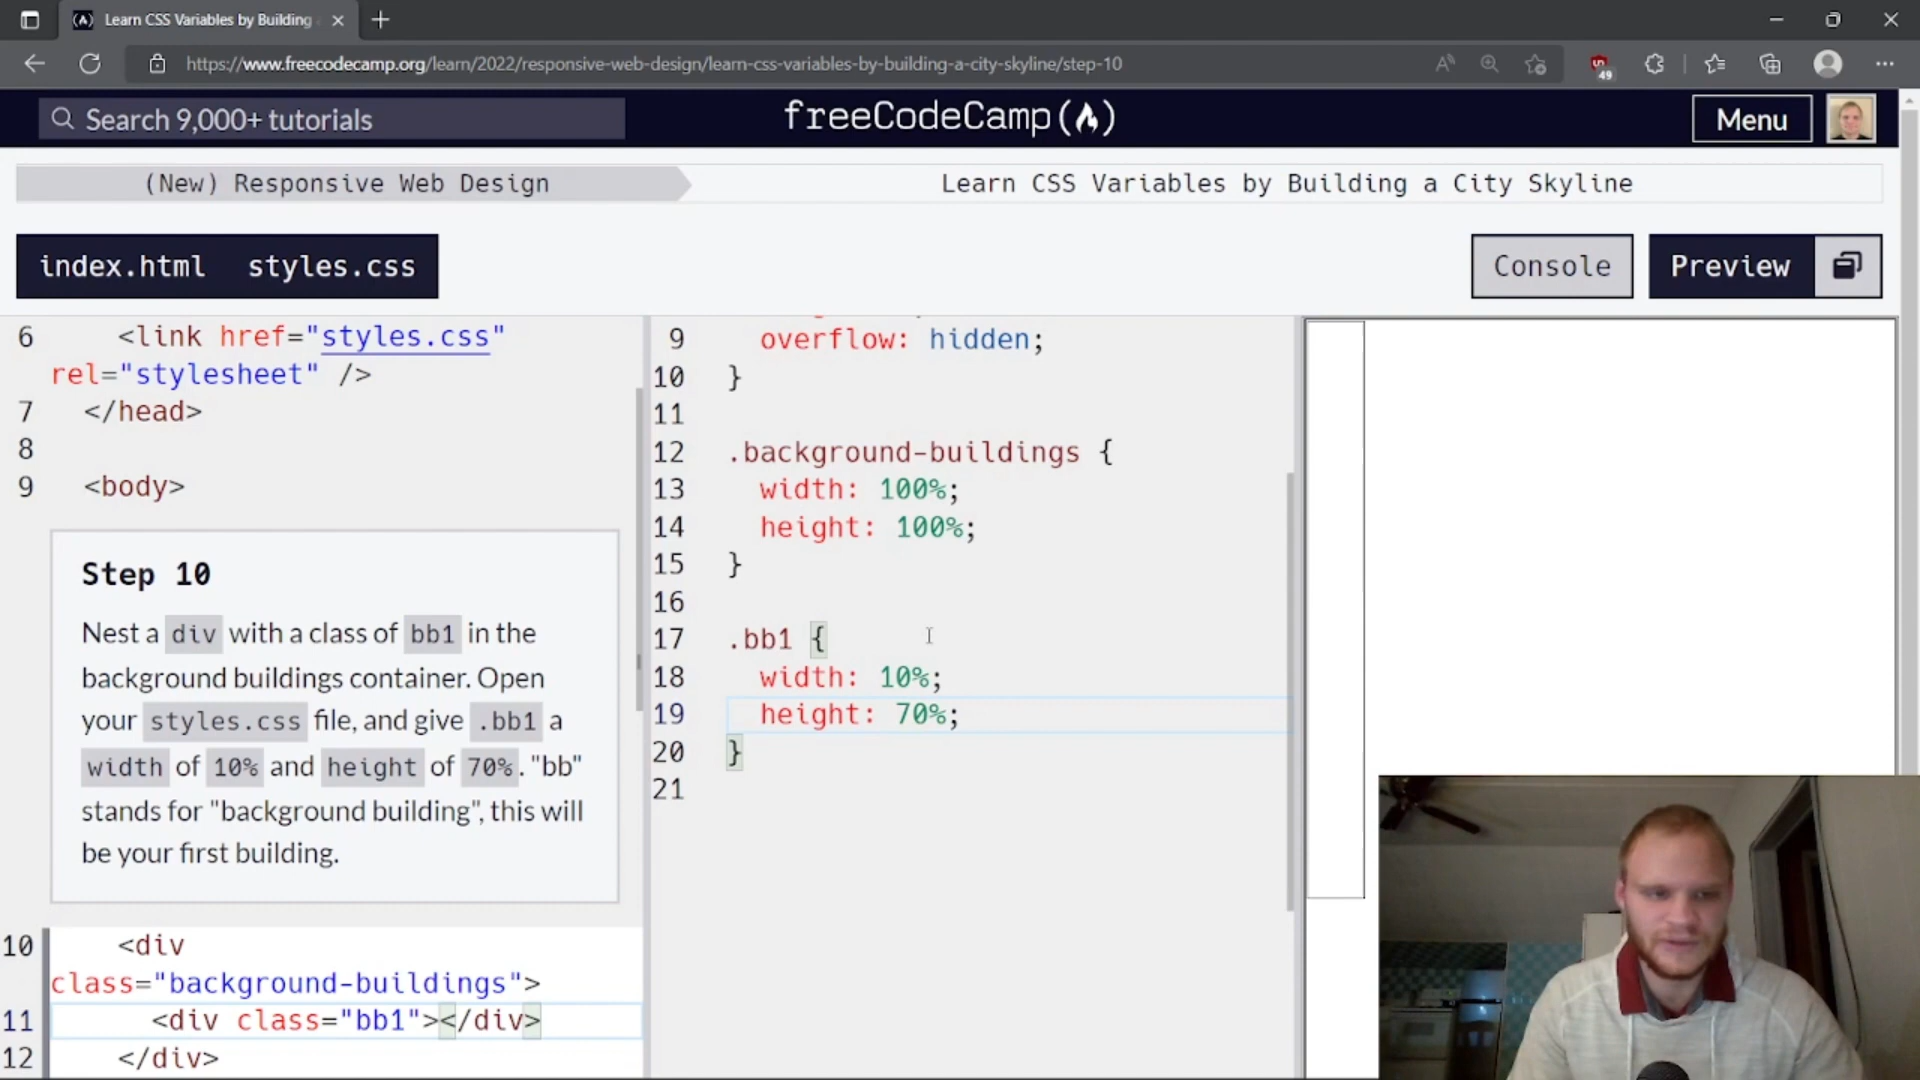 Learn CSS Variables by Building
https://www.freecodecamp.org/learn/2022/responsive-web-design/learn-css-variables-by-building-a-city-skyline/step-10
49
Search 9,000+ tutorials
freeCodeCamp
Menu
(New) Responsive Web Design
Learn CSS Variables by Building a City Skyline
index.html
styles.css
Console
Preview
6 <link href="styles.css"
rel="stylesheet" />
7 </head>
8
9 <body>
Step 10
Nest a div with a class of bb1 in the
background buildings container. Open
your styles.css file, and give .bb1 a
width of 10% and height of 70%. "bb"
stands for "background building", this will
be your first building.
10 <div
class="background-buildings">
11 <div class="bb1"></div>
12 </div>
9 overflow: hidden;
10 }
11
12 .background-buildings {
13 width: 100%;
14 height: 100%;
15 }
16
17 .bb1 {
18 width: 10%;
19 height: 70%;
20 }
21